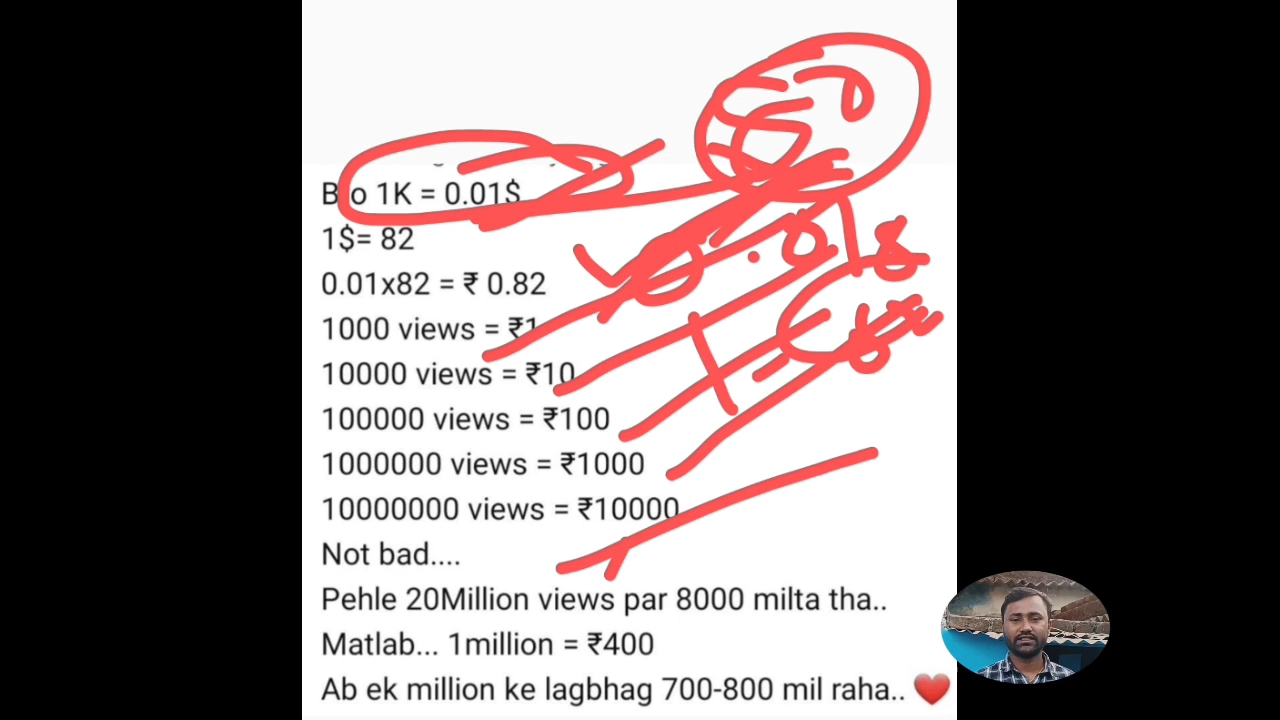 Bro 1K = 0.01$
1$= 82
0.01x82 = ₹ 0.82
1000 views = ₹1
10000 views = ₹10
100000 views = ₹100
1000000 views = ₹1000
10000000 views = ₹10000
Not bad....
Pehle 20Million views par 8000 milta tha..
Matlab... 1million = ₹400
Ab ek million ke lagbhag 700-800 mil raha.. ❤️